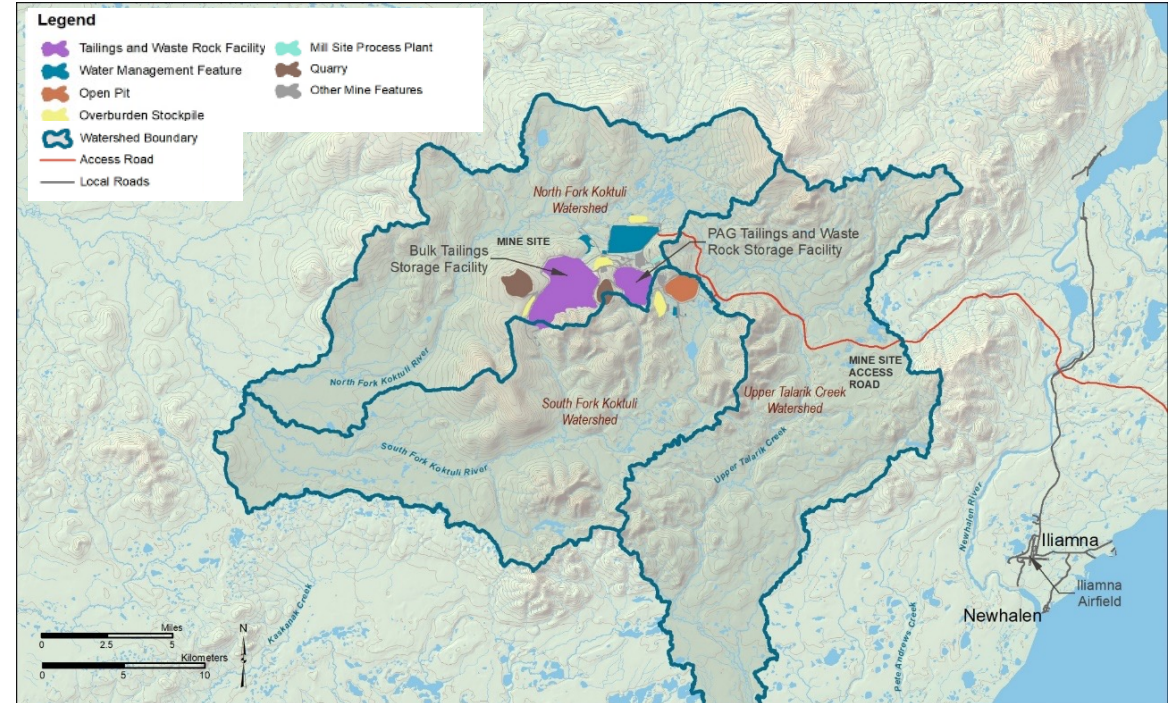 Legend
Tailings and Waste Rock Facility
Water Management Feature
Open Pit
Overburden Stockpile
Watershed Boundary
Access Road
Local Roads
Mill Site Process Plant
Quarry
Other Mine Features
North Fork Koktuli
Watershed
MINE SITE
Bulk Tailings
Storage Facility
PAG Tailings and Waste
Rock Storage Facility
North Fork Koktuli River
South Fork Koktuli
Watershed
South Fork Koktuli River
MINE SITE
ACCESS
ROAD
Upper Talarik Creek
Watershed
Upper Talarik Creek
Newhalen River
Iliamna
Iliamna
Airfield
Newhalen
Kaskanak Creek
Pete Andrews Creek
Miles
0 2.5 5
Kilometers
0 5 10
N